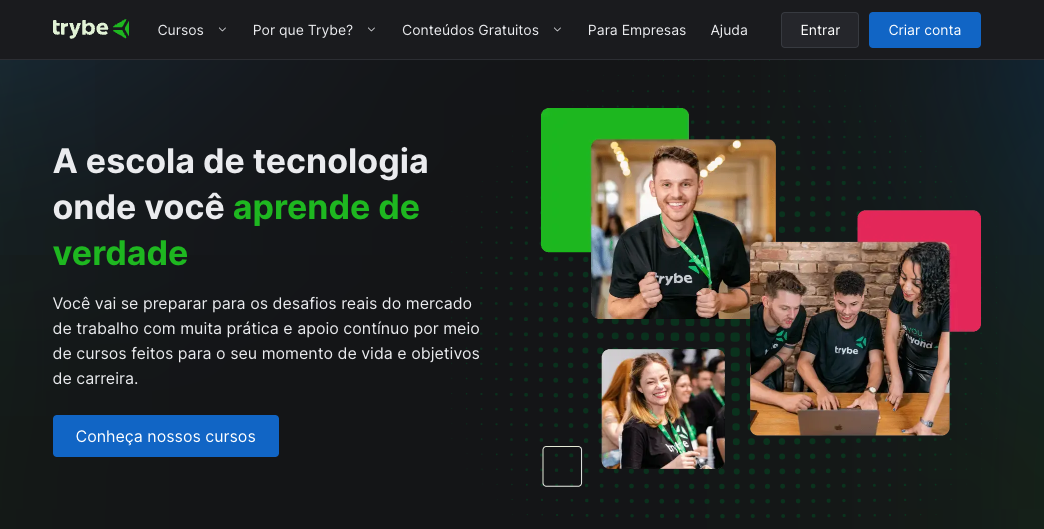 trybe Cursos Por que Trybe? Conteúdos Gratuitos Para Empresas Ajuda Entrar Criar conta
A escola de tecnologia
onde você aprende de
verdade
Você vai se preparar para os desafios reais do mercado
de trabalho com muita prática e apoio contínuo por meio
de cursos feitos para o seu momento de vida e objetivos
de carreira.
Conheça nossos cursos
trybe
trybe